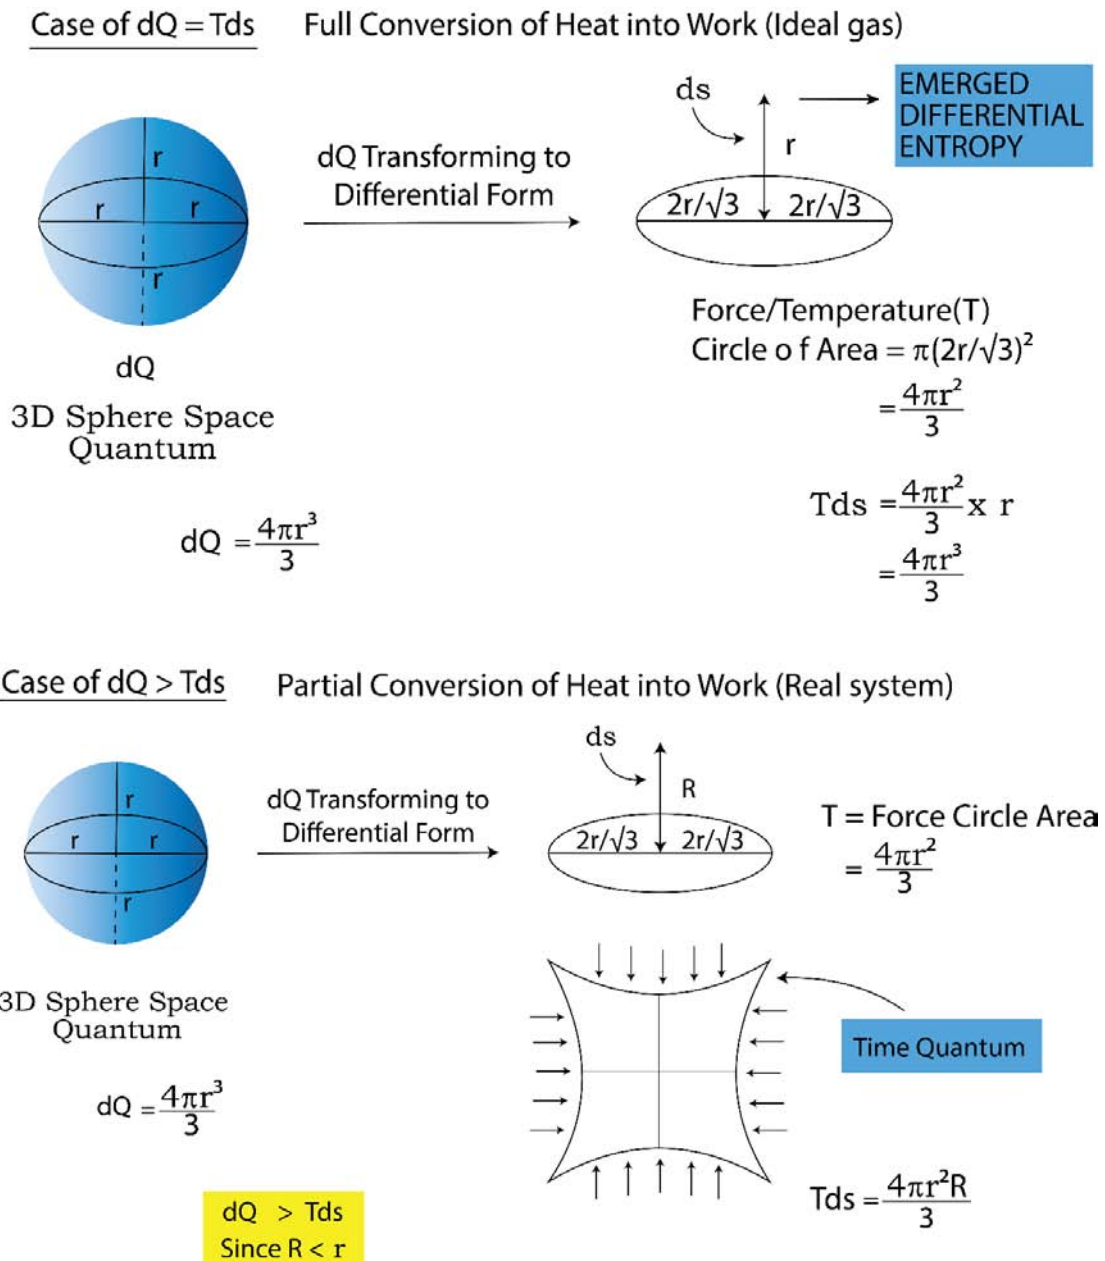 Case of dQ = Tds    Full Conversion of Heat into Work (Ideal gas)
ds
EMERGED
DIFFERENTIAL
ENTROPY
r
r
r r
r
dQ Transforming to
Differential Form
2r/√3 2r/√3
Force/Temperature(T)
Circle o f Area = π(2r/√3)²
= 4πr²/3
dQ
3D Sphere Space
Quantum
dQ = 4πr³/3
Tds = 4πr²/3 x r
= 4πr³/3
Case of dQ > Tds    Partial Conversion of Heat into Work (Real system)
ds
R
r
r r
r
dQ Transforming to
Differential Form
2r/√3 2r/√3
T = Force Circle Area
= 4πr²/3
3D Sphere Space
Quantum
Time Quantum
dQ = 4πr³/3
Tds = 4πr²R/3
dQ > Tds
Since R < r